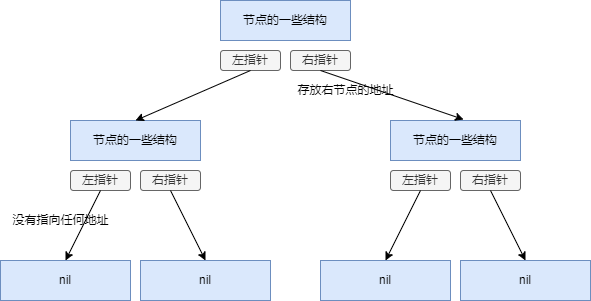 节点的一些结构
左指针
右指针
存放右节点的地址
节点的一些结构
节点的一些结构
左指针
右指针
左指针
右指针
没有指向任何地址
nil
nil
nil
nil